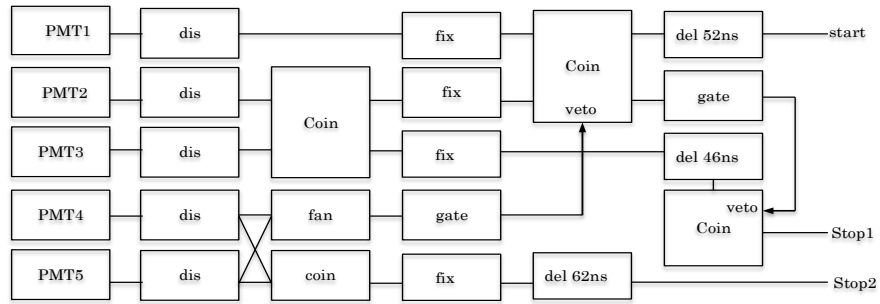 PMT1 dis fix Coin veto del 52ns start
PMT2 dis Coin fix gate
PMT3 dis fix del 46ns
PMT4 dis fan gate veto Coin Stop1
PMT5 dis coin fix del 62ns Stop2